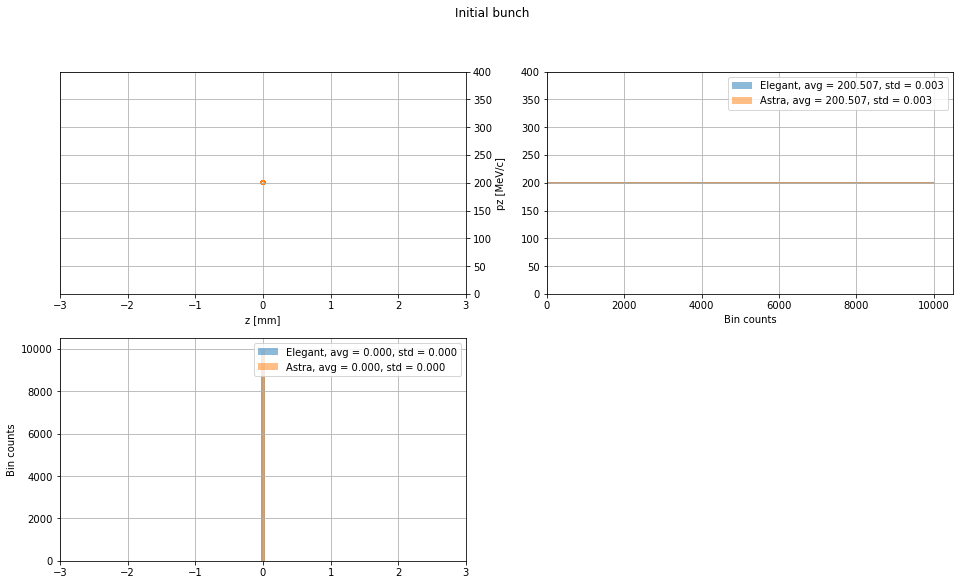 Initial bunch
400
350
300
250
200
150
100
50
0
pz [MeV/c]
−3 −2 −1 0 1 2 3
z [mm]
400
350
300
250
200
150
100
50
0
Elegant, avg = 200.507, std = 0.003
Astra, avg = 200.507, std = 0.003
0 2000 4000 6000 8000 10000
Bin counts
10000
8000
6000
4000
2000
0
Bin counts
Elegant, avg = 0.000, std = 0.000
Astra, avg = 0.000, std = 0.000
−3 −2 −1 0 1 2 3